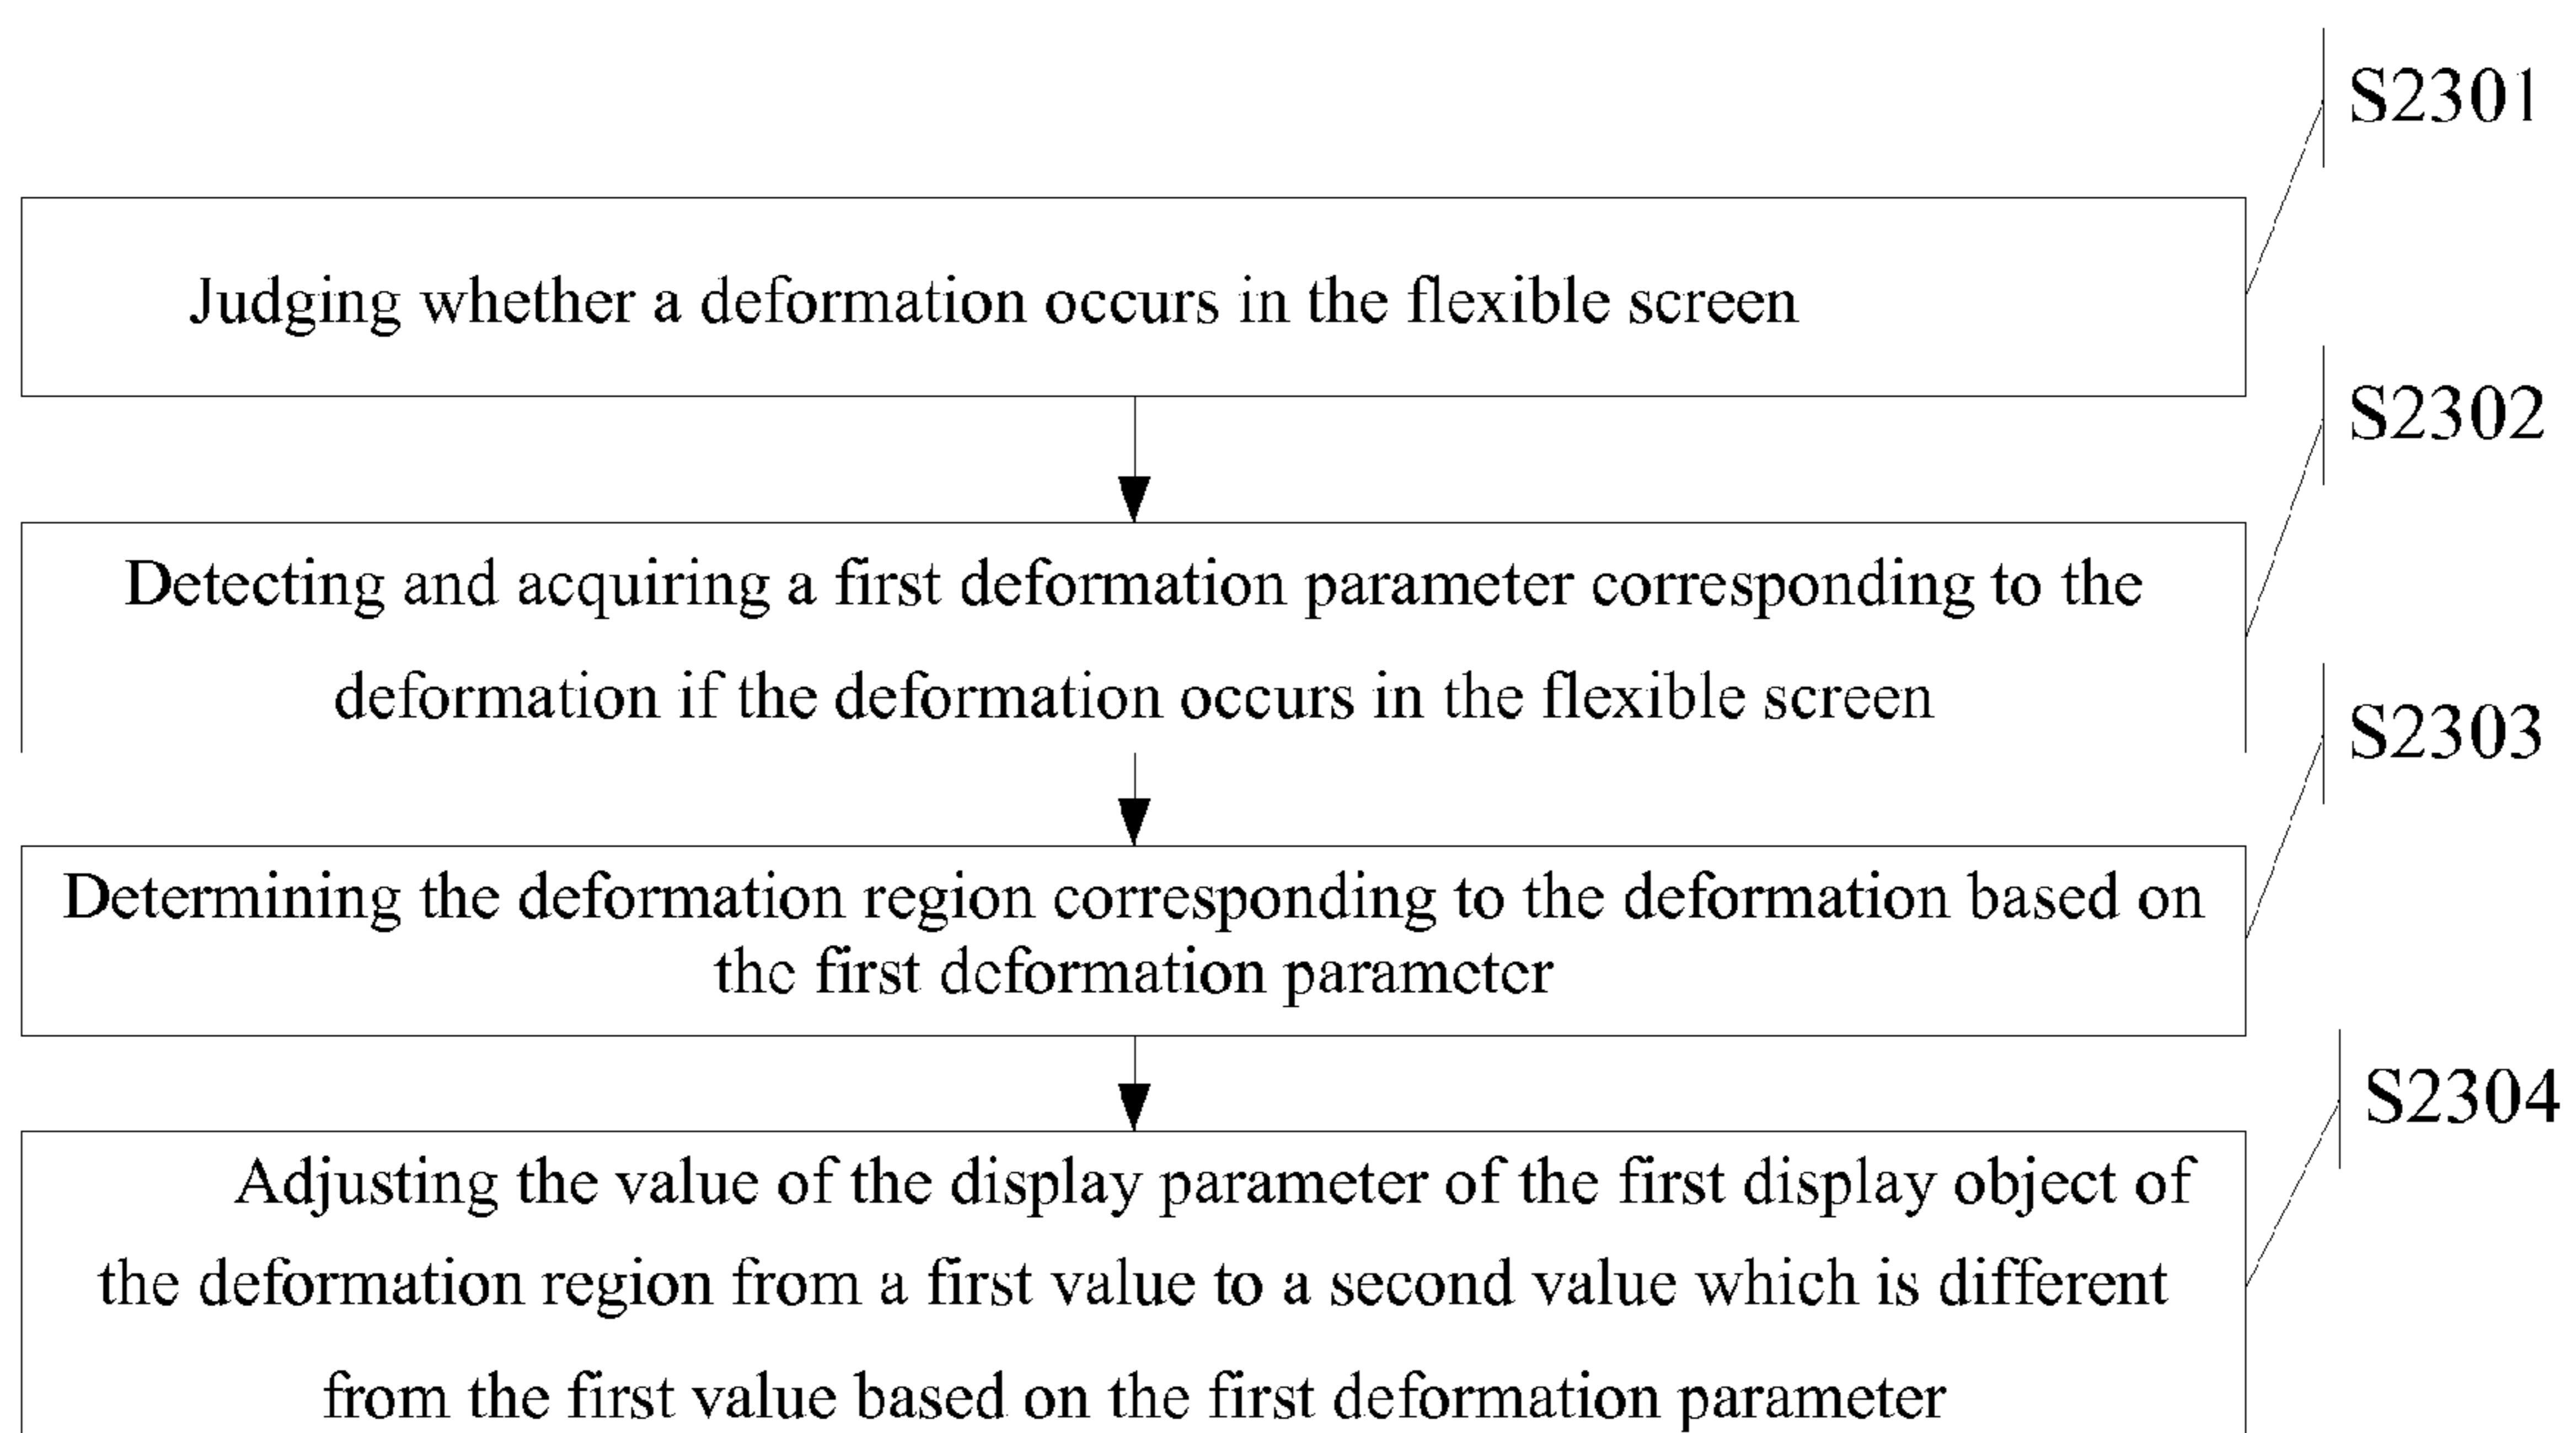 S2301
Judging whether a deformation occurs in the flexible screen
S2302
Detecting and acquiring a first deformation parameter corresponding to the
deformation if the deformation occurs in the flexible screen
S2303
Determining the deformation region corresponding to the deformation based on
the first deformation parameter
S2304
Adjusting the value of the display parameter of the first display object of
the deformation region from a first value to a second value which is different
from the first value based on the first deformation parameter